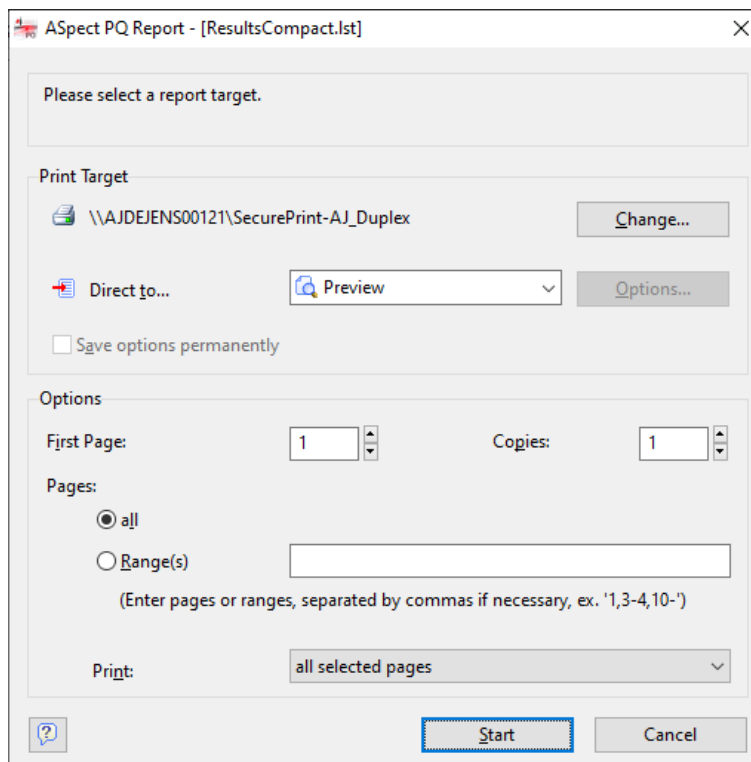 ASpect PQ Report - [ResultsCompact.lst]
Please select a report target.
Print Target
\\AJDEJENS00121\SecurePrint-AJ_Duplex
Change...
Direct to...
Preview
Options...
Save options permanently
Options
First Page:
1
Copies:
1
Pages:
all
Range(s)
(Enter pages or ranges, separated by commas if necessary, ex. '1,3-4,10-')
Print:
all selected pages
Start
Cancel